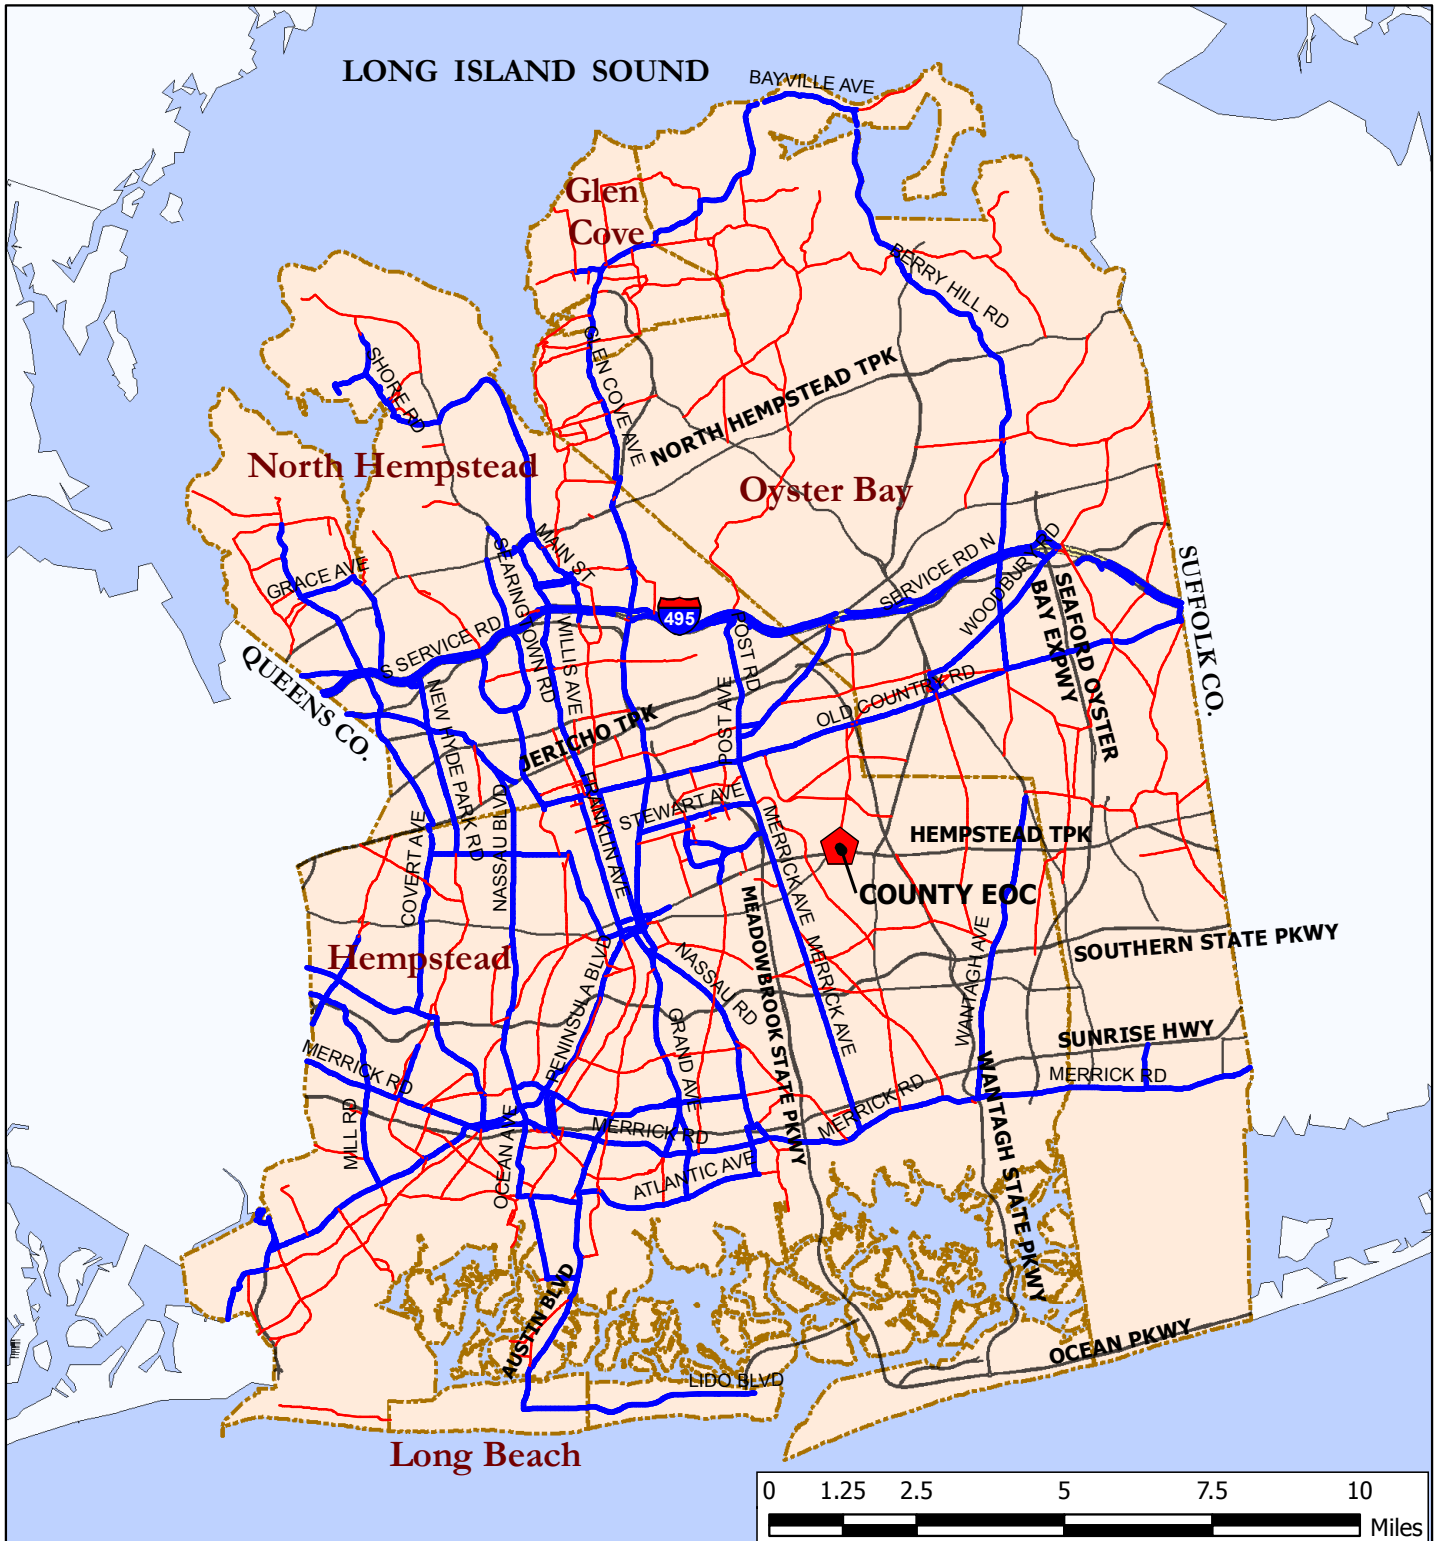 LONG ISLAND SOUND
BAYVILLE AVE
Glen
Cove
BERRY HILL RD
GLEN COVE AVE
SHORE RD
NORTH HEMPSTEAD TPK
North Hempstead
Oyster Bay
MAIN ST
SEARINGTOWN RD
GRACE AVE
SERVICE RD N
WOODBURY RD
SUFFOLK CO.
SEAFORD OYSTER
BAY EXPWY
495
POST RD
WILLIS AVE
S SERVICE RD
QUEENS CO.
NEW HYDE PARK RD
OLD COUNTRY RD
POST AVE
JERICHO TPK
FRANKLIN AVE
STEWART AVE
NASSAU BLVD
COVERT AVE
MERRICK AVE
HEMPSTEAD TPK
COUNTY EOC
MEADOWBROOK STATE PKWY
WANTAGH AVE
SOUTHERN STATE PKWY
Hempstead
PENINSULA BLVD
NASSAU RD
MERRICK AVE
GRAND AVE
SUNRISE HWY
MERRICK RD
MERRICK RD
MERRICK RD
MERRICK RD
MILL RD
OCEAN AVE
ATLANTIC AVE
WANTAGH STATE PKWY
AUSTIN BLVD
OCEAN PKWY
LIDO BLVD
Long Beach
0 1.25 2.5 5 7.5 10
Miles